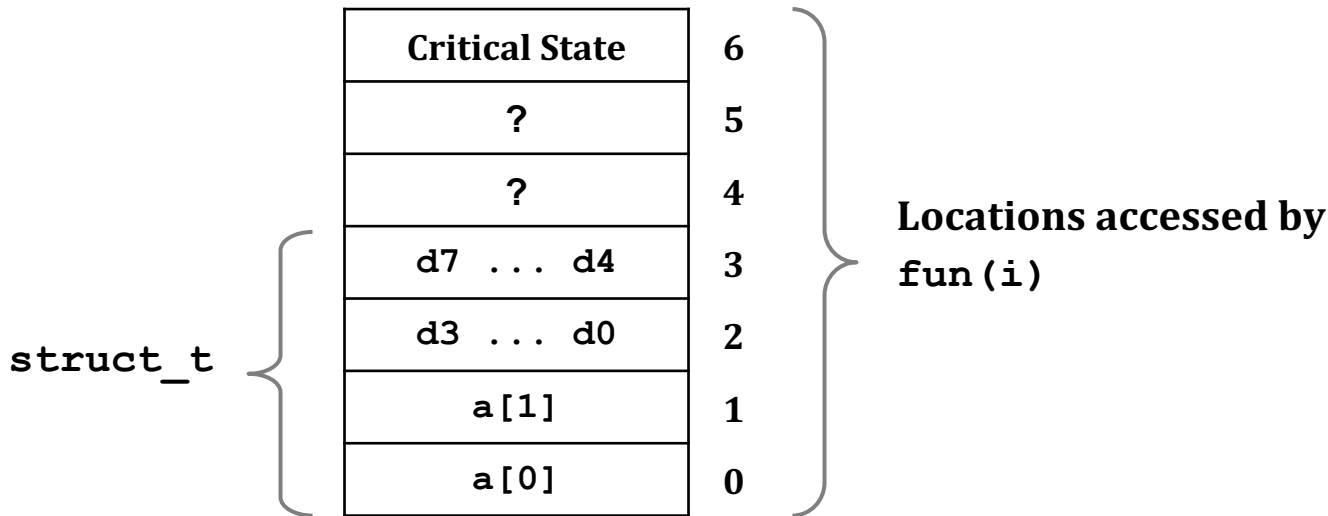 Critical State 6
? 5
? 4
d7 ... d4 3
d3 ... d0 2
a[1] 1
a[0] 0
struct_t
Locations accessed by
fun(i)